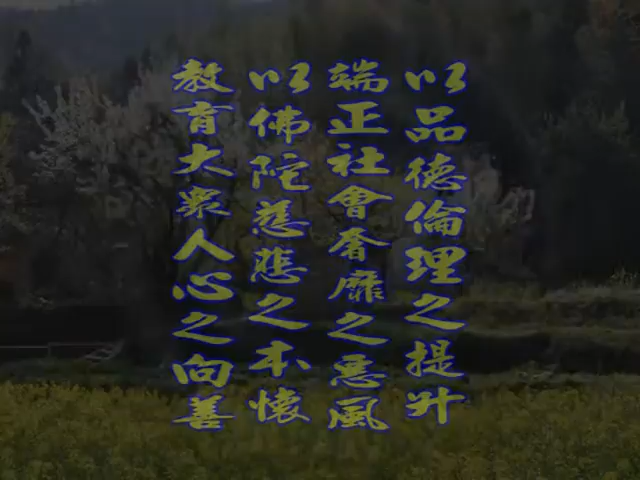 以品德倫理之提升
端正社會奢靡之惡風
以佛陀慈悲之本懷
教育大眾人心之向善